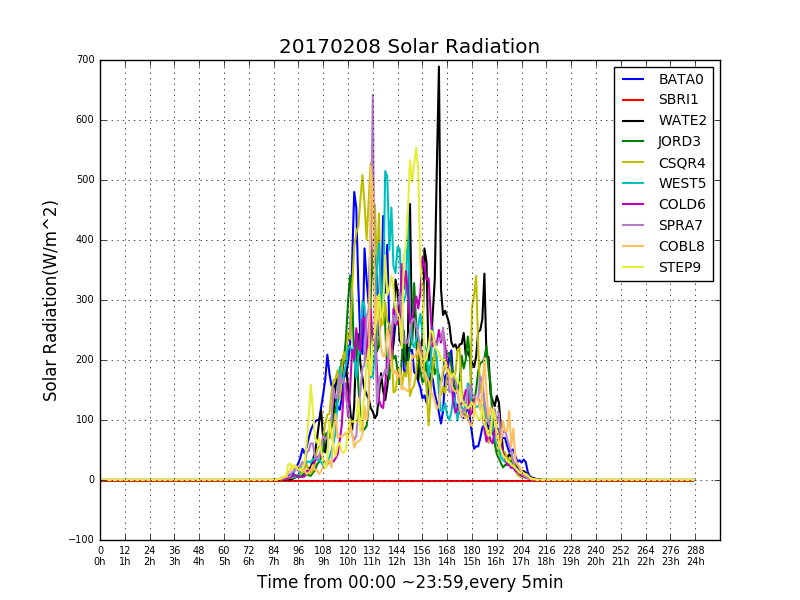 20170208 Solar Radiation
700
600
500
400
300
200
100
0
−100
Solar Radiation(W/m^2)
BATA0
SBRI1
WATE2
JORD3
CSQR4
WEST5
COLD6
SPRA7
COBL8
STEP9
0 12 24 36 48 60 72 84 96 108 120 132 144 156 168 180 192 204 216 228 240 252 264 276 288
0h 1h 2h 3h 4h 5h 6h 7h 8h 9h 10h 11h 12h 13h 14h 15h 16h 17h 18h 19h 20h 21h 22h 23h 24h
Time from 00:00 ~23:59,every 5min